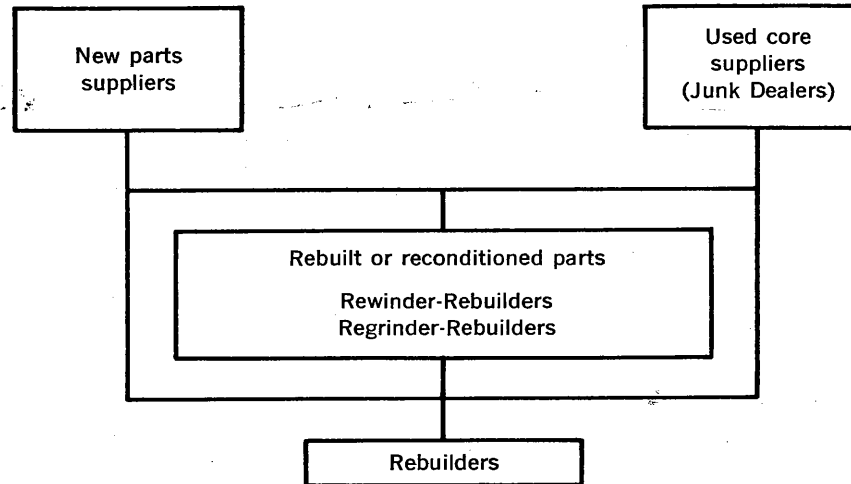 New parts
suppliers
Used core
suppliers
(Junk Dealers)
Rebuilt or reconditioned parts
Rewinder-Rebuilders
Regrinder-Rebuilders
Rebuilders